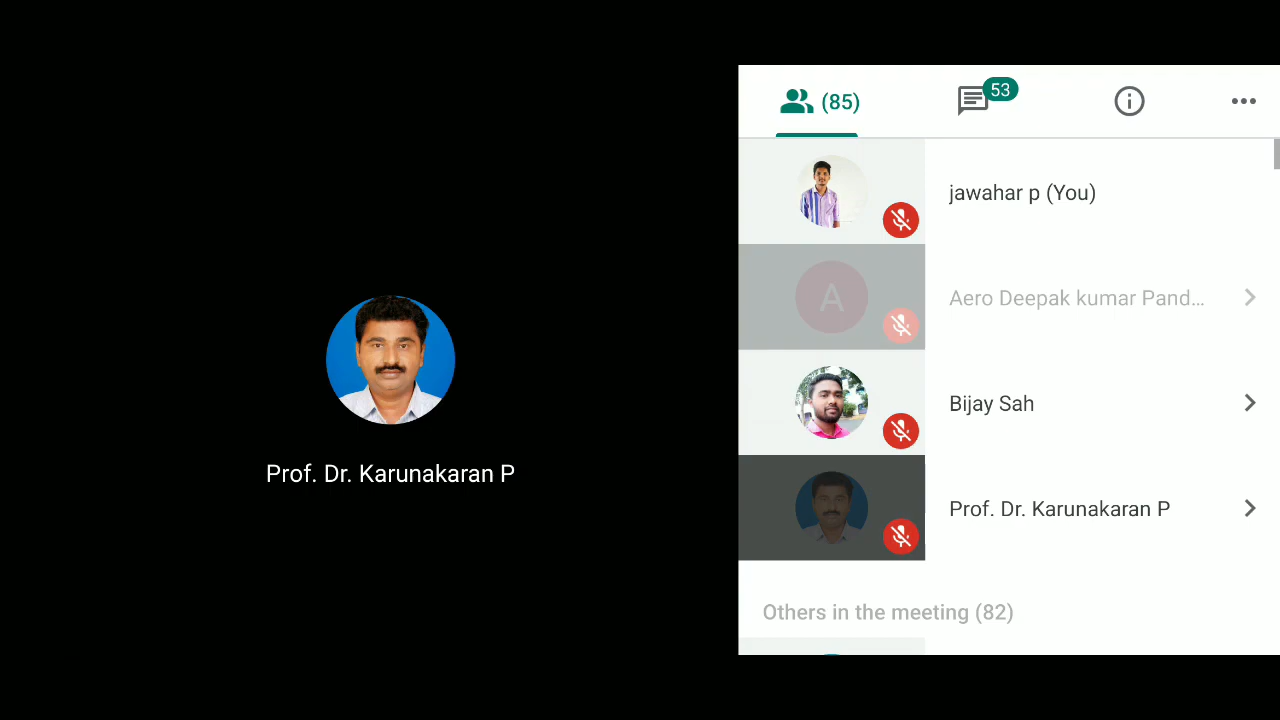 Prof. Dr. Karunakaran P
(85)
53
jawahar p (You)
A
Aero Deepak kumar Pand...
Bijay Sah
Prof. Dr. Karunakaran P
Others in the meeting (82)